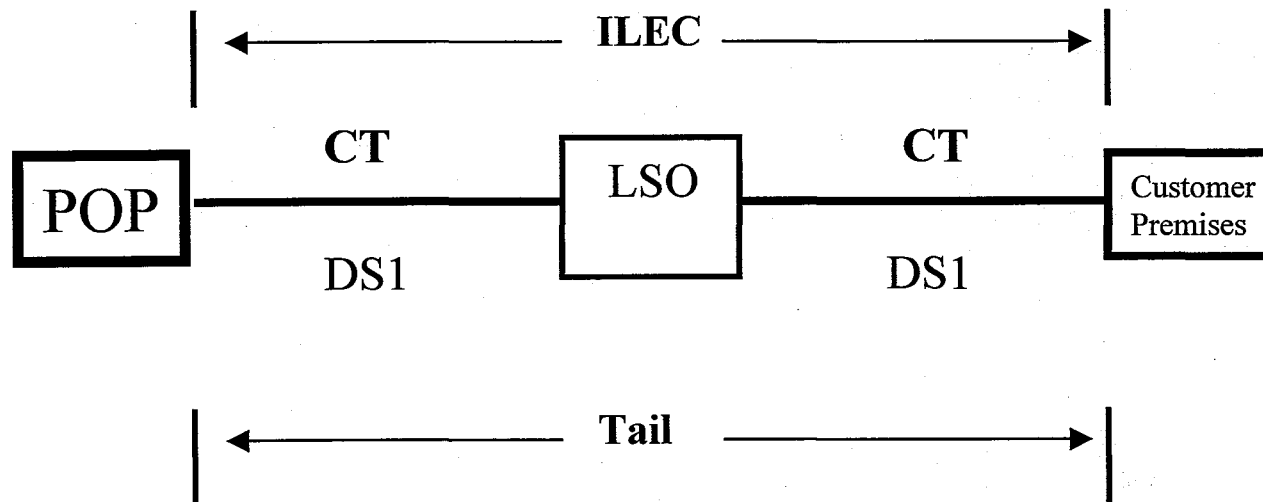 ILEC
CT
CT
POP
LSO
Customer
Premises
DS1
DS1
Tail